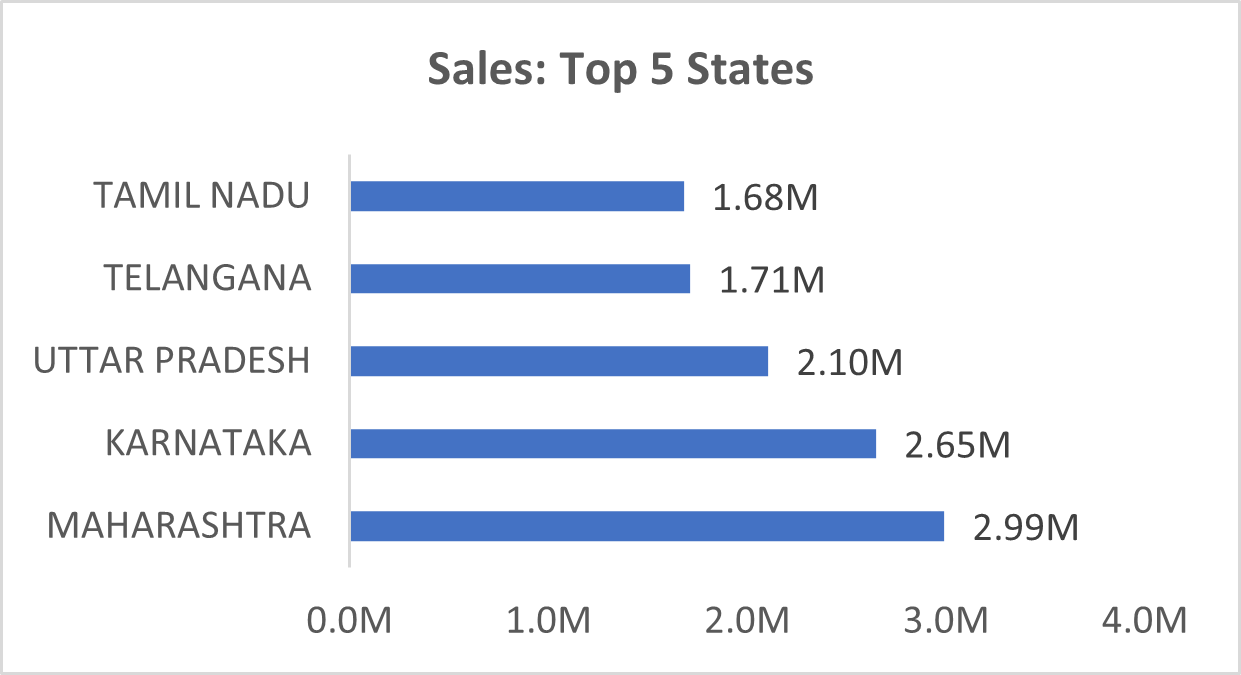 Sales: Top 5 States
TAMIL NADU 1.68M
TELANGANA 1.71M
UTTAR PRADESH 2.10M
KARNATAKA 2.65M
MAHARASHTRA 2.99M
0.0M 1.0M 2.0M 3.0M 4.0M